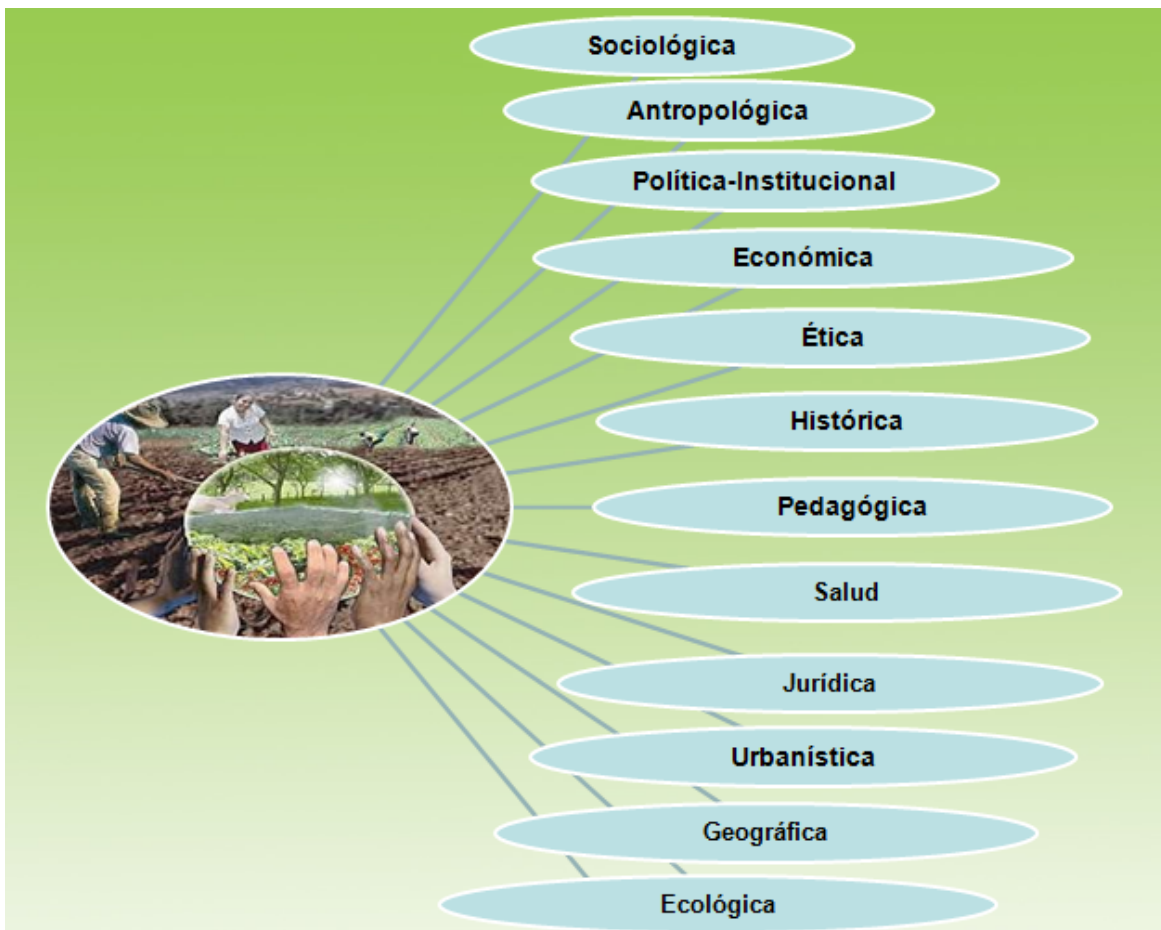 Sociológica
Antropológica
Política-Institucional
Económica
Ética
Histórica
Pedagógica
Salud
Jurídica
Urbanística
Geográfica
Ecológica